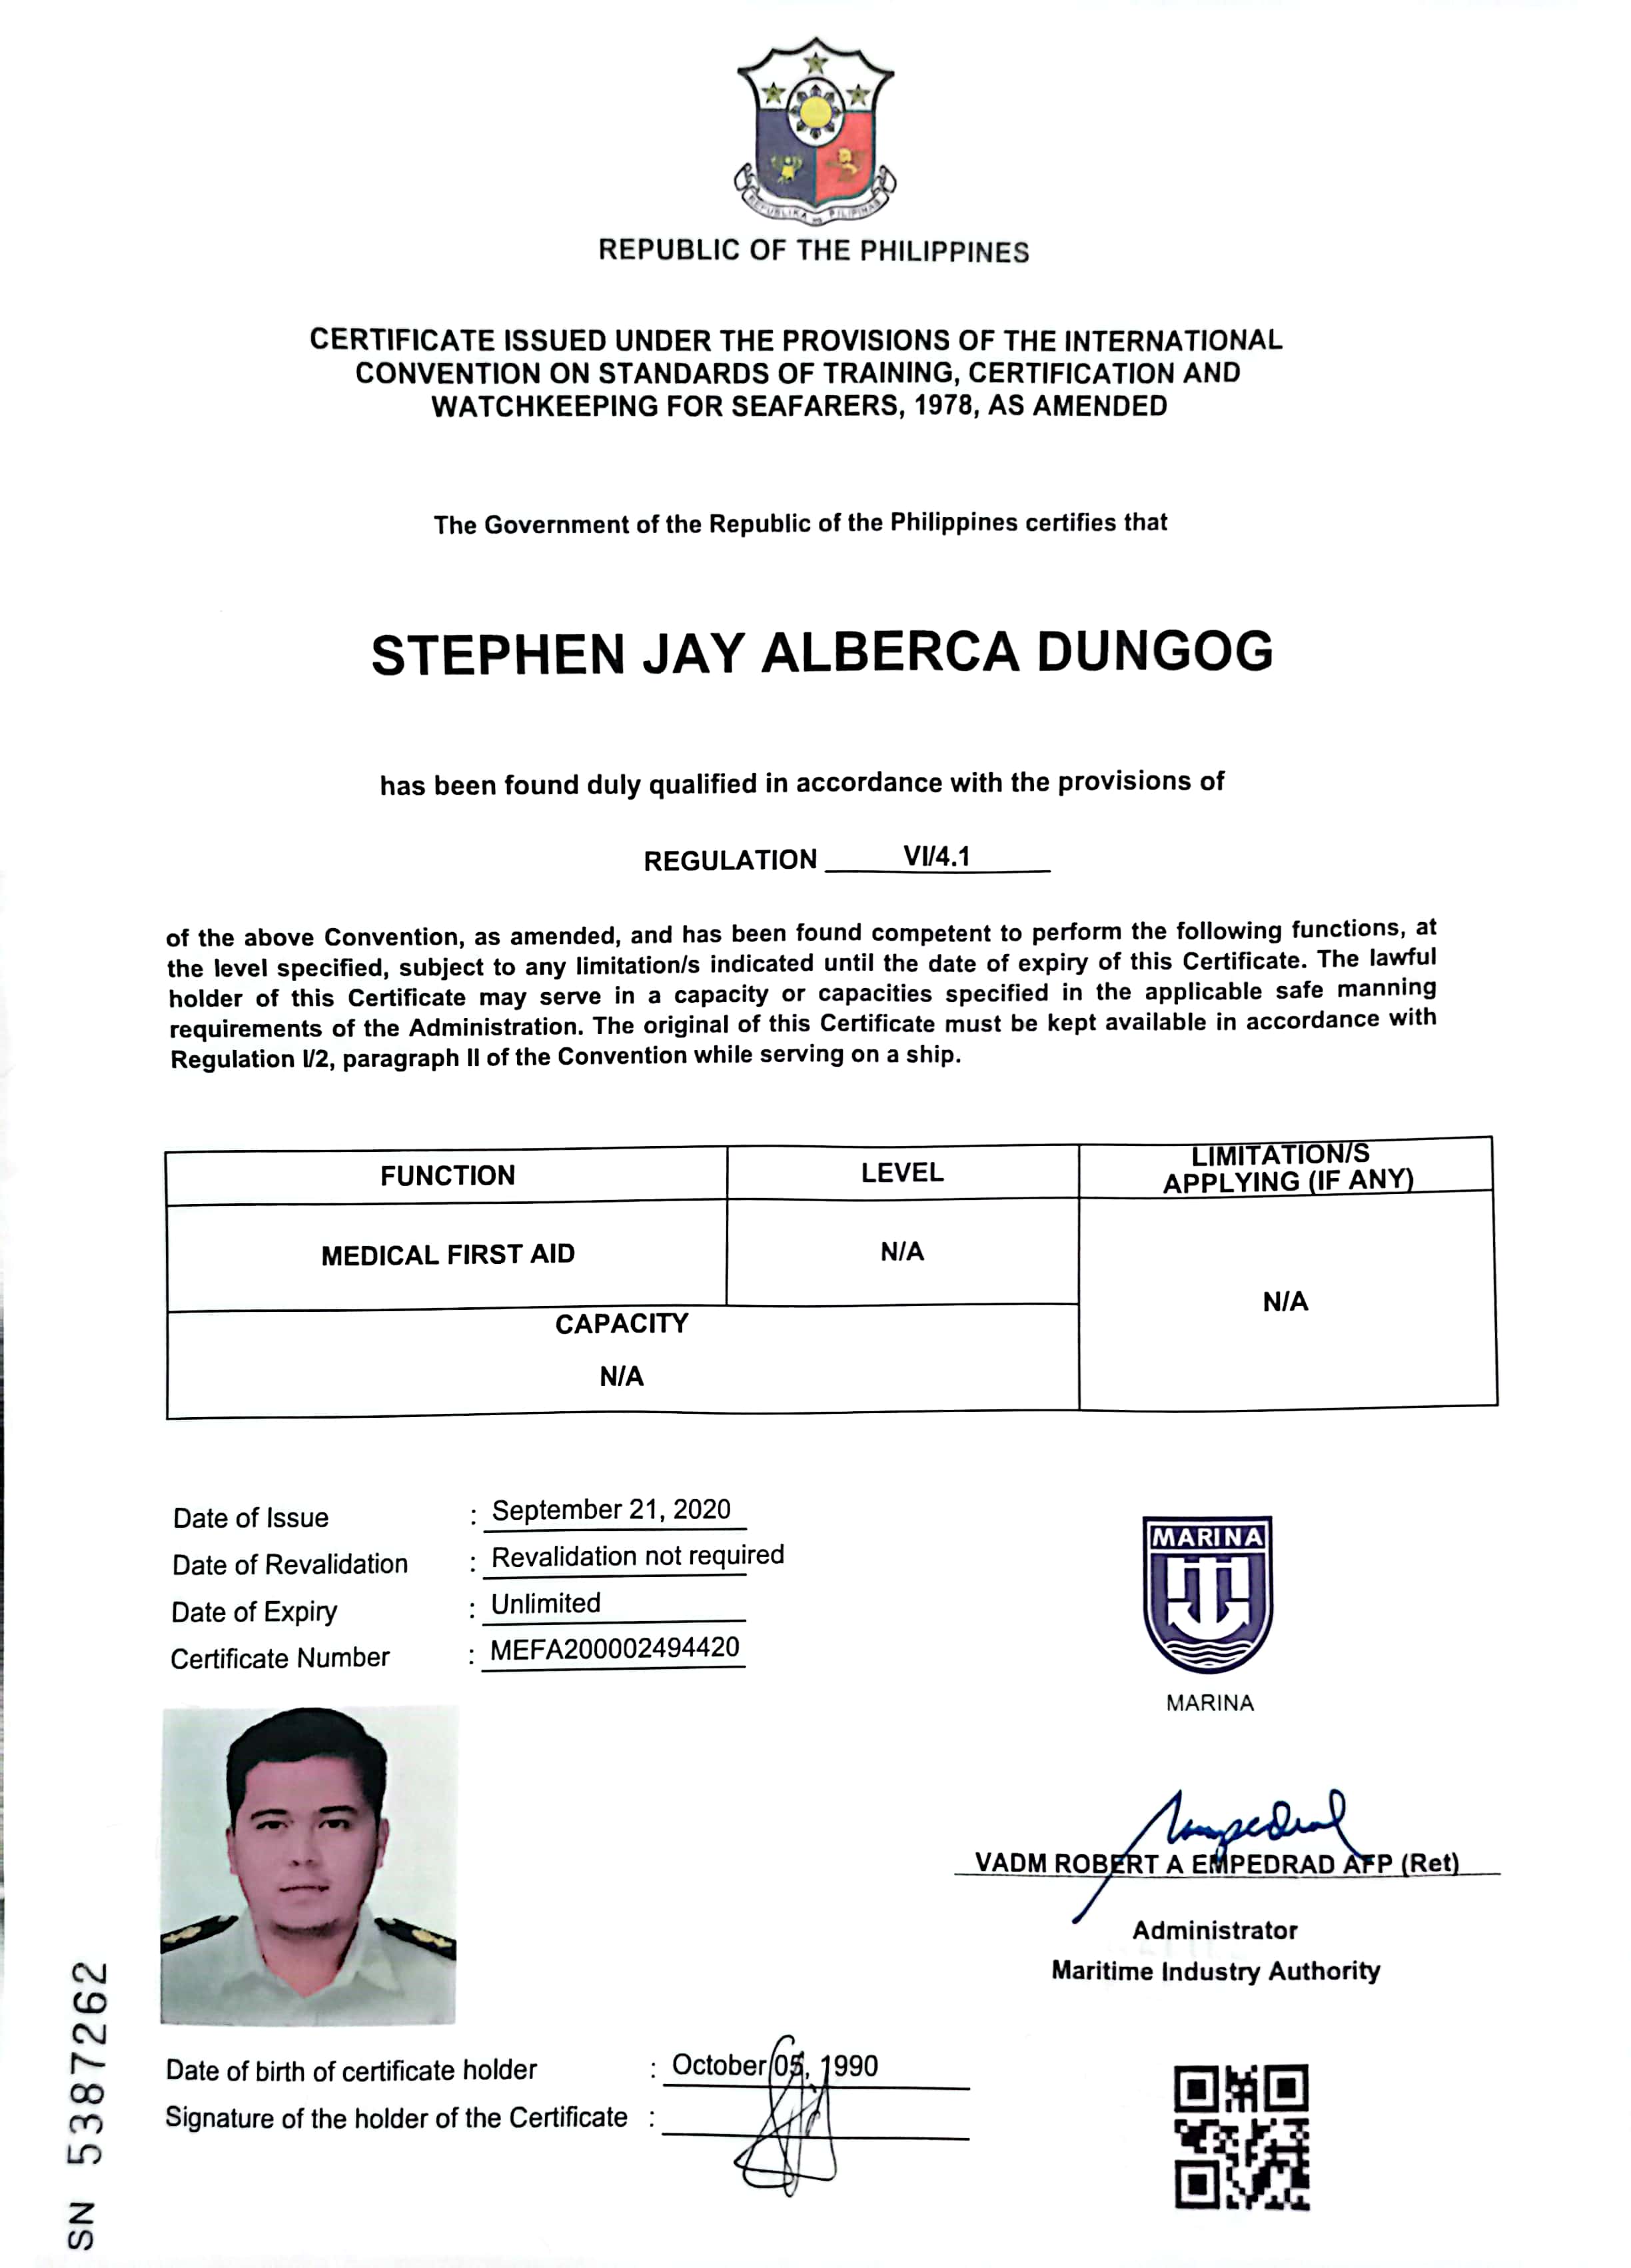 REPUBLIKA NG PILIPINAS
REPUBLIC OF THE PHILIPPINES
CERTIFICATE ISSUED UNDER THE PROVISIONS OF THE INTERNATIONAL
CONVENTION ON STANDARDS OF TRAINING, CERTIFICATION AND
WATCHKEEPING FOR SEAFARERS, 1978, AS AMENDED
The Government of the Republic of the Philippines certifies that
STEPHEN JAY ALBERCA DUNGOG
has been found duly qualified in accordance with the provisions of
REGULATION VI/4.1
of the above Convention, as amended, and has been found competent to perform the following functions, at
the level specified, subject to any limitation/s indicated until the date of expiry of this Certificate. The lawful
holder of this Certificate may serve in a capacity or capacities specified in the applicable safe manning
requirements of the Administration. The original of this Certificate must be kept available in accordance with
Regulation I/2, paragraph II of the Convention while serving on a ship.
FUNCTION LEVEL LIMITATION/S
APPLYING (IF ANY)
MEDICAL FIRST AID N/A N/A
CAPACITY
N/A
Date of Issue : September 21, 2020
Date of Revalidation : Revalidation not required
Date of Expiry : Unlimited
Certificate Number : MEFA200002494420
MARINA
MARINA
VADM ROBERT A EMPEDRAD AFP (Ret)
Administrator
Maritime Industry Authority
Date of birth of certificate holder : October 05, 1990
Signature of the holder of the Certificate :
SN 5387262